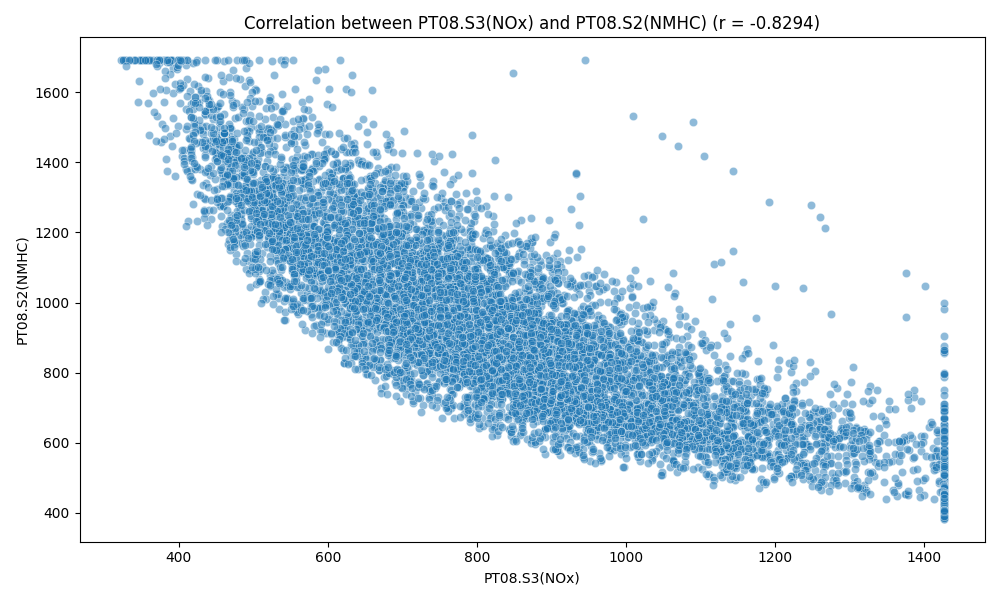 Correlation between PT08.S3(NOx) and PT08.S2(NMHC) (r = -0.8294)
PT08.S2(NMHC)
1600
1400
1200
1000
800
600
400
400 600 800 1000 1200 1400
PT08.S3(NOx)